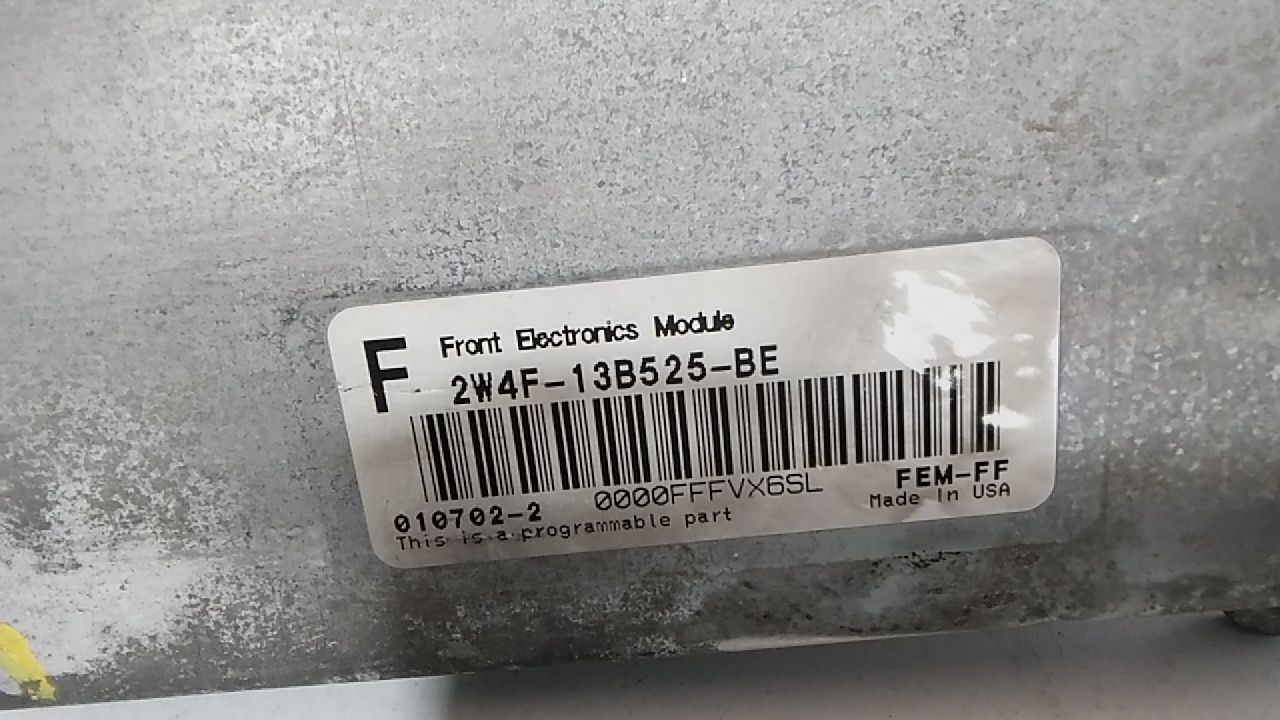 F
Front Electronics Module
2W4F-13B525-BE
010702-2 0000FFFVX6SL FEM-FF
This is a programmable part Made In USA